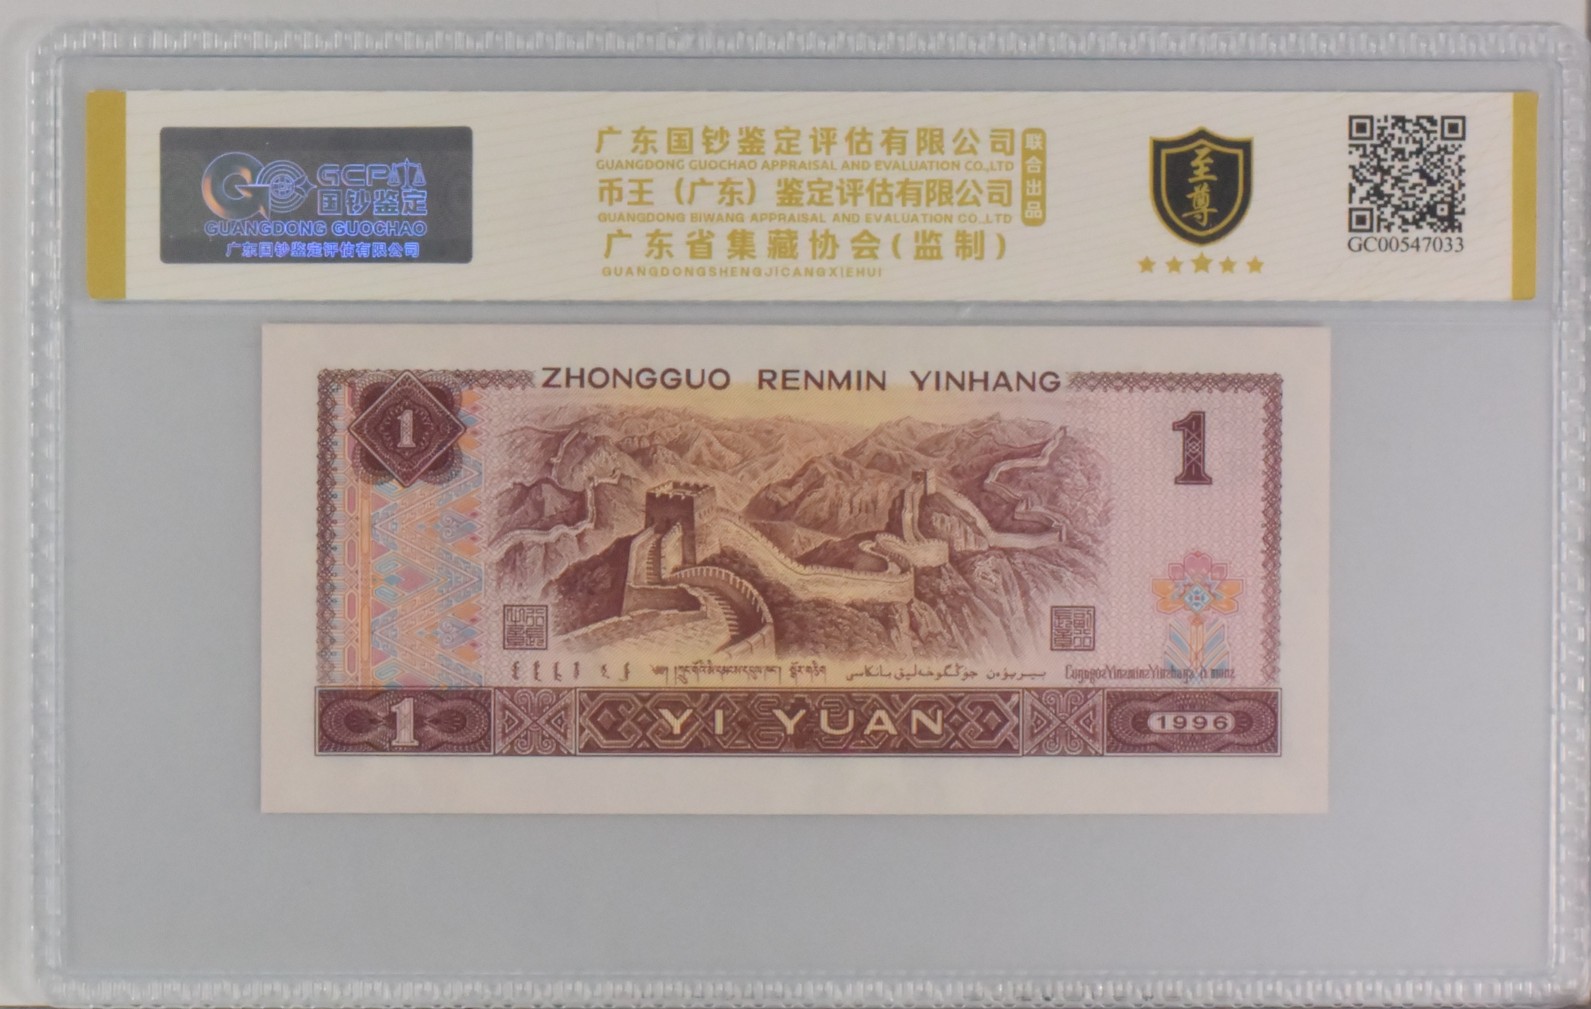 GCP
国钞鉴定
GUANGDONG GUOCHAO
广东国钞鉴定评估有限公司
广东国钞鉴定评估有限公司
GUANGDONG GUOCHAO APPRAISAL AND EVALUATION CO.,LTD
币王（广东）鉴定评估有限公司
GUANGDONG BIWANG APPRAISAL AND EVALUATION CO.,LTD
联合出品
广东省集藏协会(监制)
GUANGDONGSHENGJICANGXIEHUI
至尊
GC00547033
ZHONGGUO RENMIN YINHANG
1
1
1
YI YUAN
1996